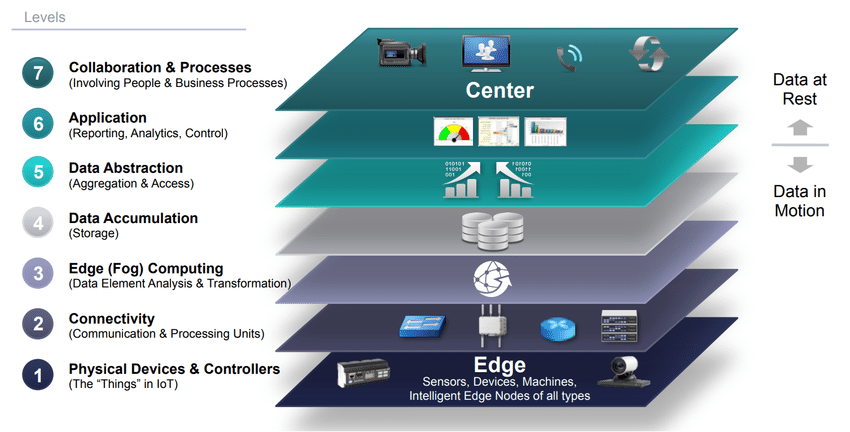 Levels
7
Collaboration & Processes
(Involving People & Business Processes)
6
Application
(Reporting, Analytics, Control)
5
Data Abstraction
(Aggregation & Access)
4
Data Accumulation
(Storage)
3
Edge (Fog) Computing
(Data Element Analysis & Transformation)
2
Connectivity
(Communication & Processing Units)
1
Physical Devices & Controllers
(The “Things” in IoT)
Center
010101
Edge
Sensors, Devices, Machines,
Intelligent Edge Nodes of all types
Data at
Rest
Data in
Motion